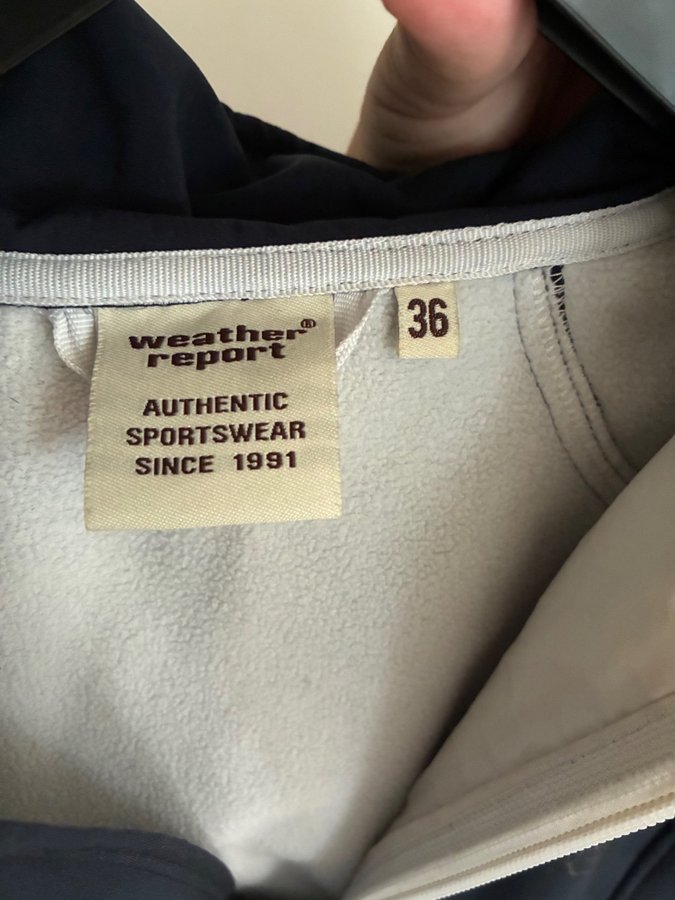 weather®
report
AUTHENTIC
SPORTSWEAR
SINCE 1991
36